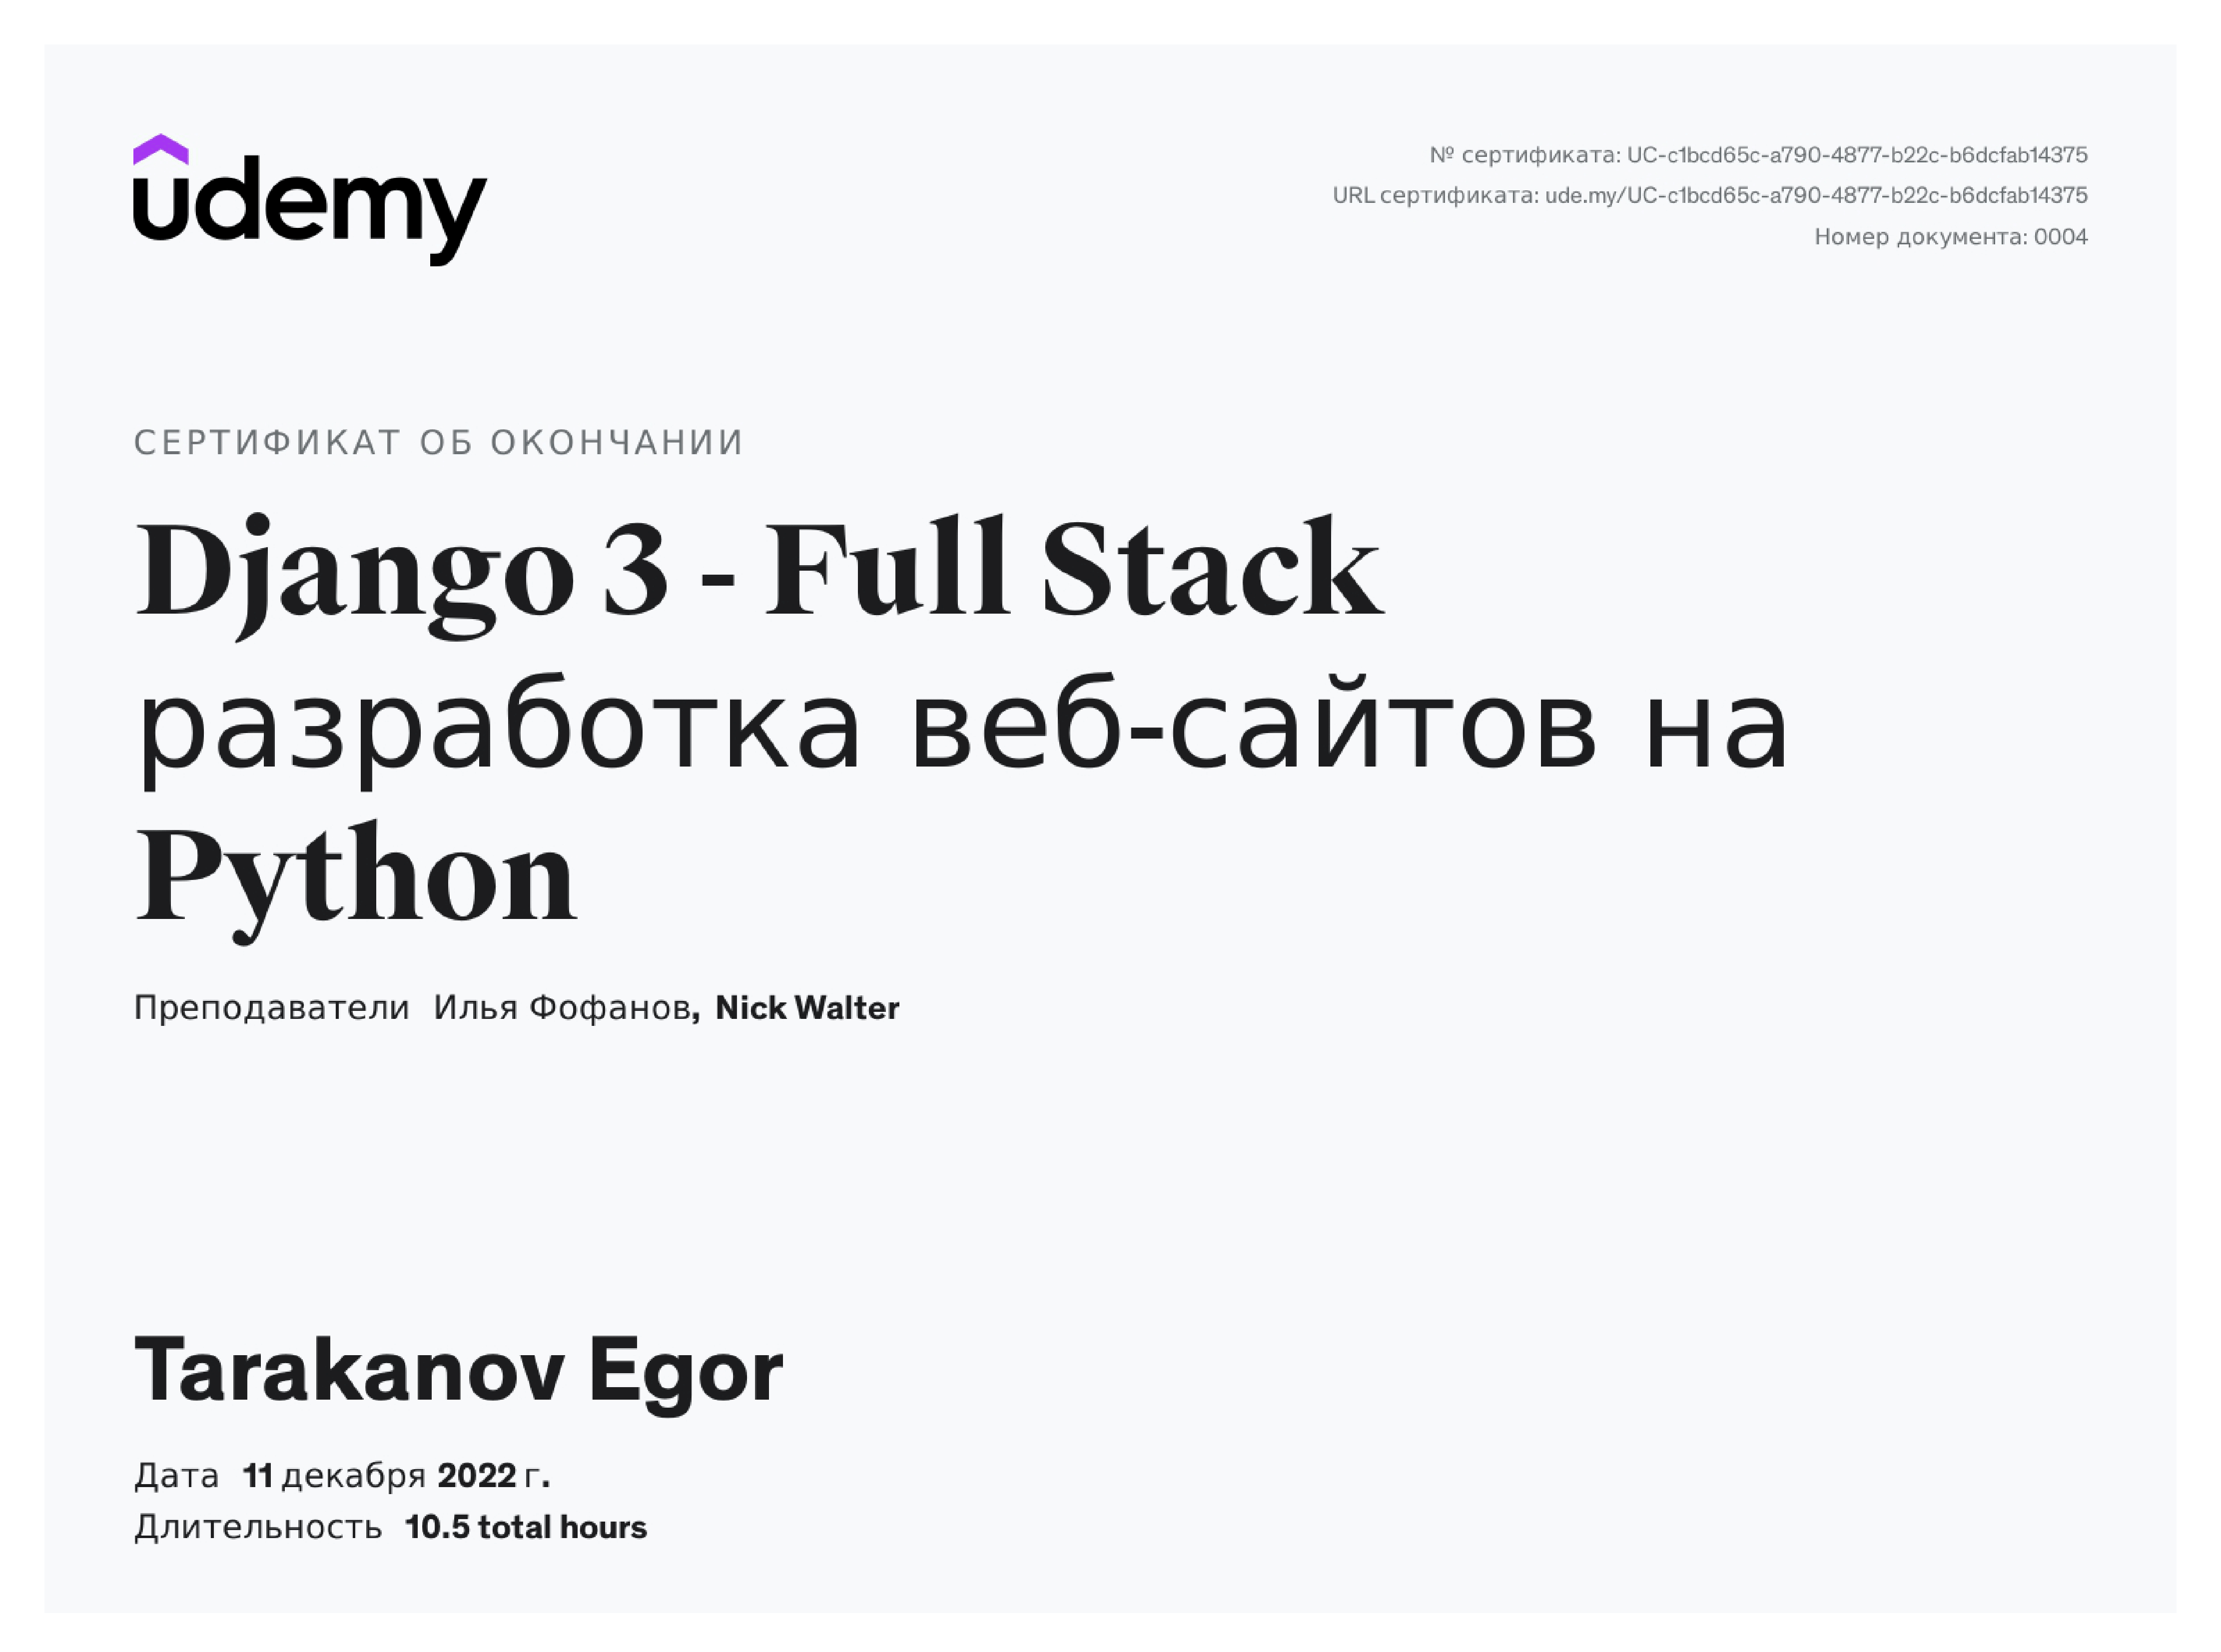 udemy
№ сертификата: UC-c1bcd65c-a790-4877-b22c-b6dcfab14375
URL сертификата: ude.my/UC-c1bcd65c-a790-4877-b22c-b6dcfab14375
Номер документа: 0004
СЕРТИФИКАТ ОБ ОКОНЧАНИИ
Django 3 - Full Stack
разработка веб-сайтов на
Python
Преподаватели Илья Фофанов, Nick Walter
Tarakanov Egor
Дата 11 декабря 2022 г.
Длительность 10.5 total hours